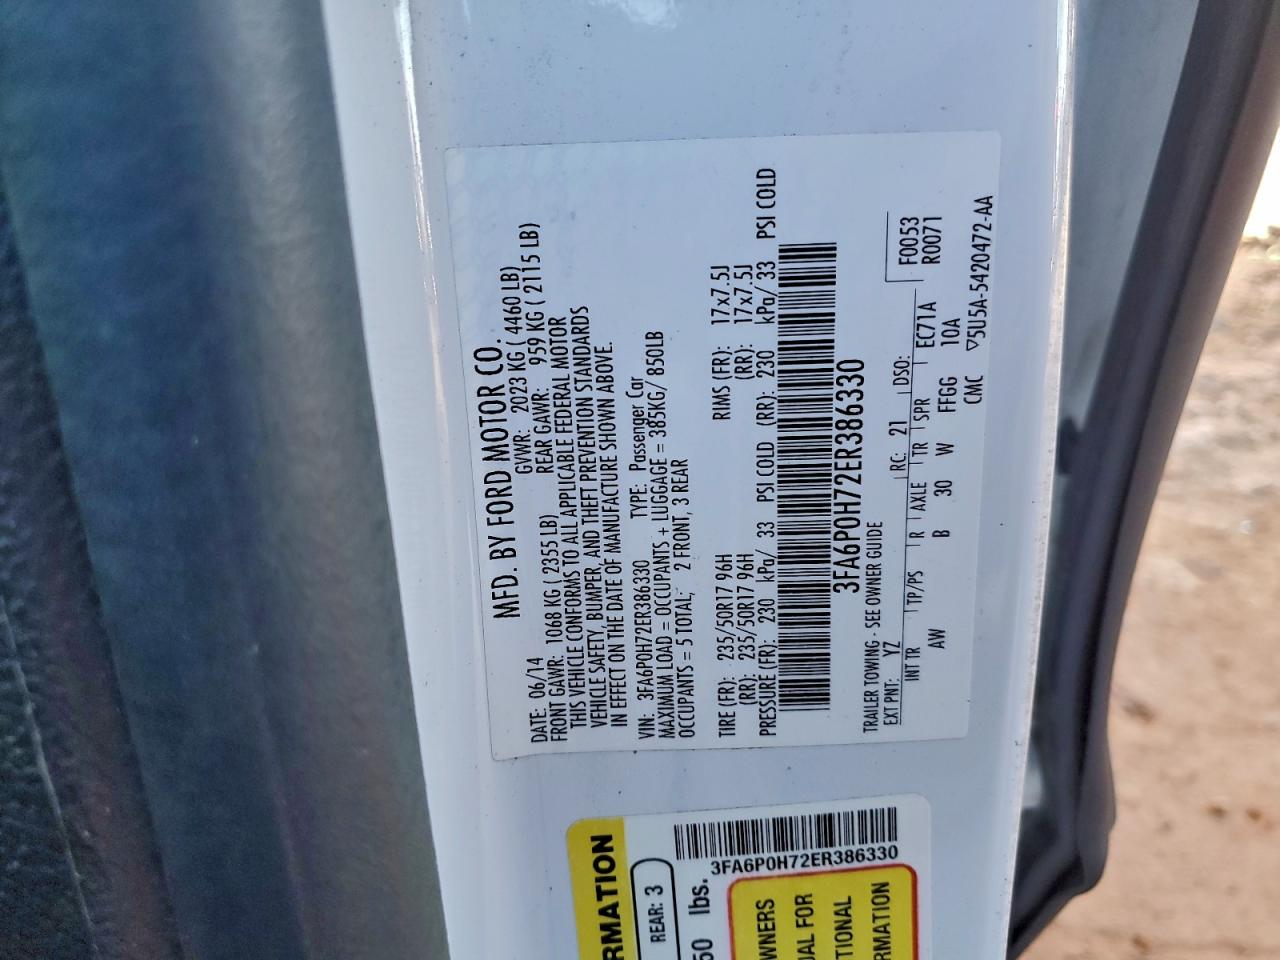 MFD. BY FORD MOTOR CO.
DATE: 06/14 GVWR: 2023 KG ( 4460 LB)
FRONT GAWR: 1068 KG ( 2355 LB) REAR GAWR: 959 KG ( 2115 LB)
THIS VEHICLE CONFORMS TO ALL APPLICABLE FEDERAL MOTOR
VEHICLE SAFETY, BUMPER, AND THEFT PREVENTION STANDARDS
IN EFFECT ON THE DATE OF MANUFACTURE SHOWN ABOVE.
VIN: 3FA6P0H72ER386330 TYPE: Passenger Car
MAXIMUM LOAD = OCCUPANTS + LUGGAGE = 385KG/ 850LB
OCCUPANTS = 5 TOTAL, 2 FRONT, 3 REAR
TIRE (FR): 235/50R17 96H RIMS (FR): 17x7.5J
(RR): 235/50R17 96H (RR): 17x7.5J
PRESSURE (FR): 230 kPa/ 33 PSI COLD (RR): 230 kPa/ 33 PSI COLD
3FA6P0H72ER386330
TRAILER TOWING - SEE OWNER GUIDE
EXT PNT: YZ RC: 21 DSO: F0053
INT TR TP/PS R AXLE TR SPR EC71A R0071
AW B 30 W FFGG 10A
CMC ▽5U5A-5420472-AA
RMATION
REAR: 3
50 lbs.
3FA6P0H72ER386330
WNERS
UAL FOR
TIONAL
RMATION